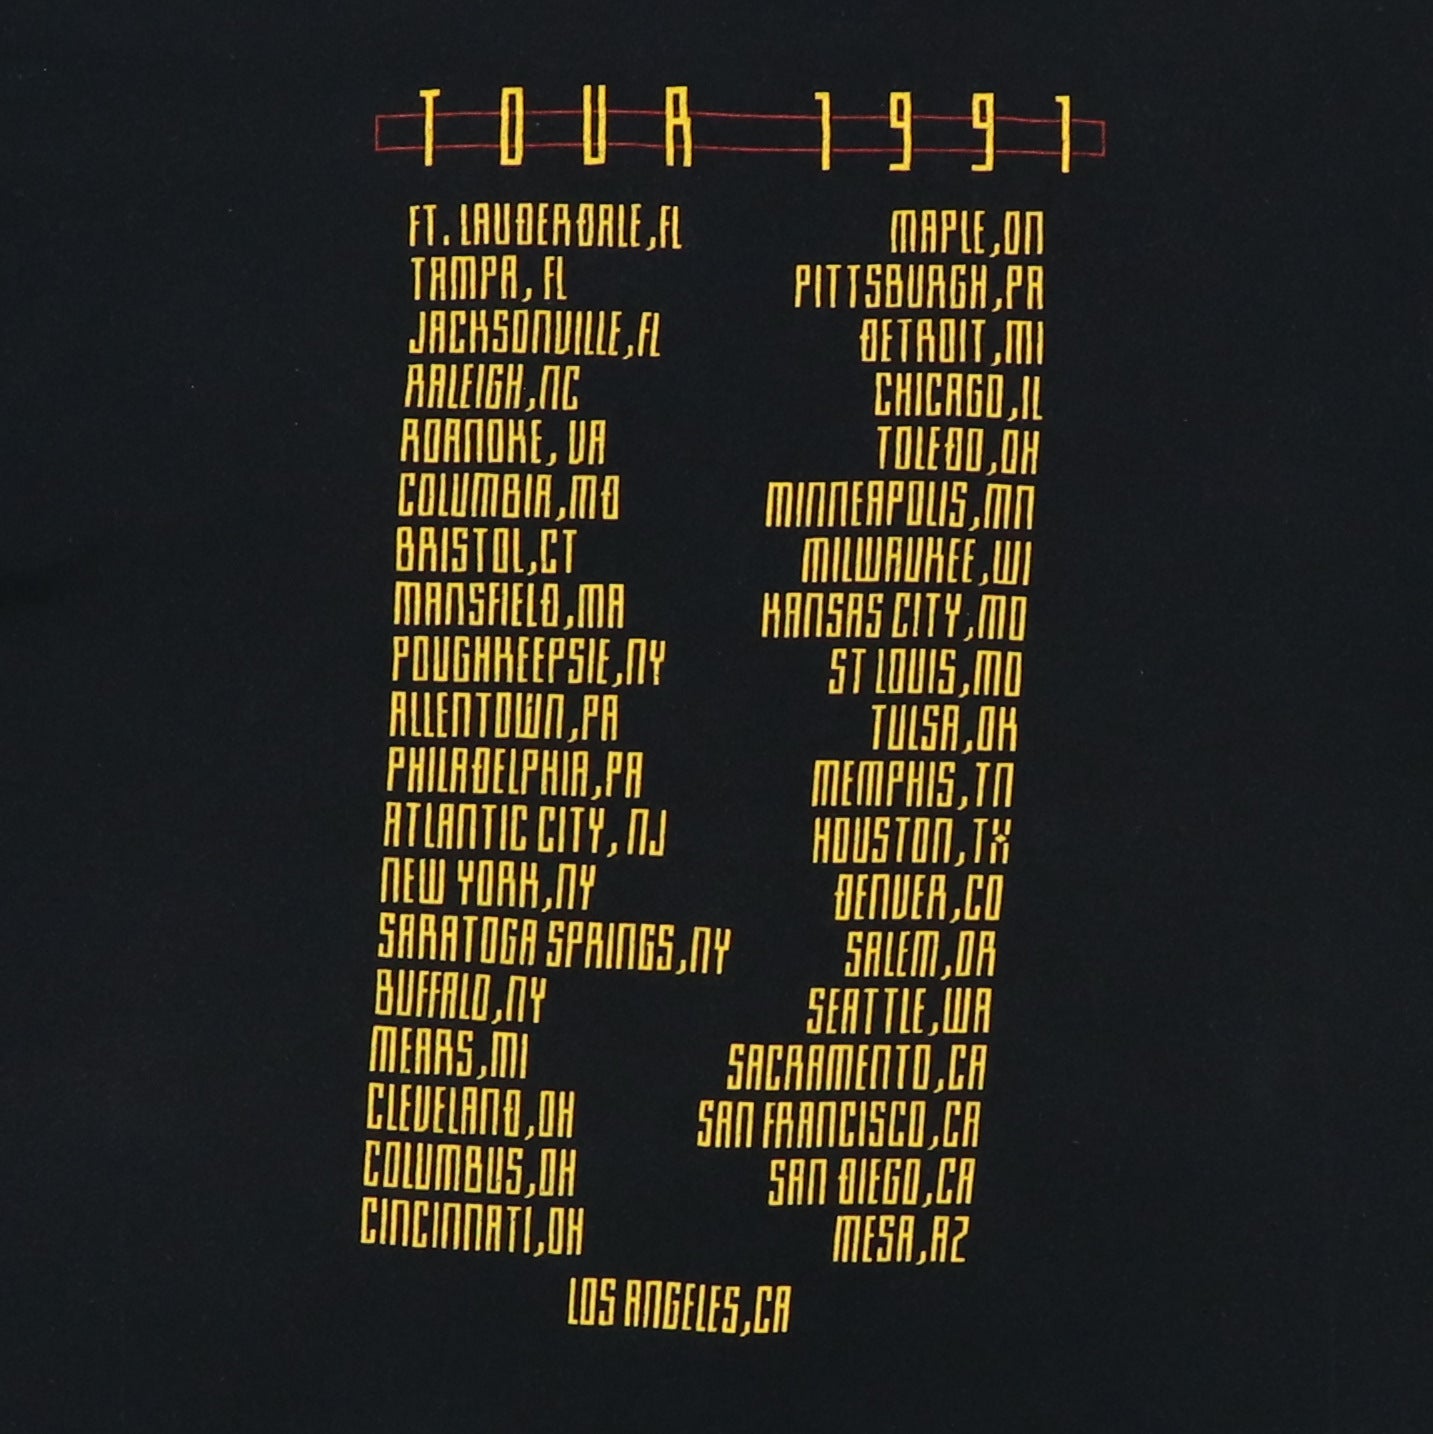 TOUR 1991
FT. LAUDERDALE,FL
TAMPA, FL
JACKSONVILLE,FL
RALEIGH,NC
ROANOKE, VA
COLUMBIA,MD
BRISTOL,CT
MANSFIELD,MA
POUGHKEEPSIE,NY
ALLENTOWN,PA
PHILADELPHIA,PA
ATLANTIC CITY, NJ
NEW YORK,NY
SARATOGA SPRINGS,NY
BUFFALO,NY
MEARS,MI
CLEVELAND,OH
COLUMBUS,OH
CINCINNATI,OH
MAPLE,ON
PITTSBURGH,PA
DETROIT,MI
CHICAGO,IL
TOLEDO,OH
MINNEAPOLIS,MN
MILWAUKEE,WI
KANSAS CITY,MO
ST LOUIS,MO
TULSA,OK
MEMPHIS,TN
HOUSTON,TX
DENVER,CO
SALEM,OR
SEATTLE,WA
SACRAMENTO,CA
SAN FRANCISCO,CA
SAN DIEGO,CA
MESA,AZ
LOS ANGELES,CA